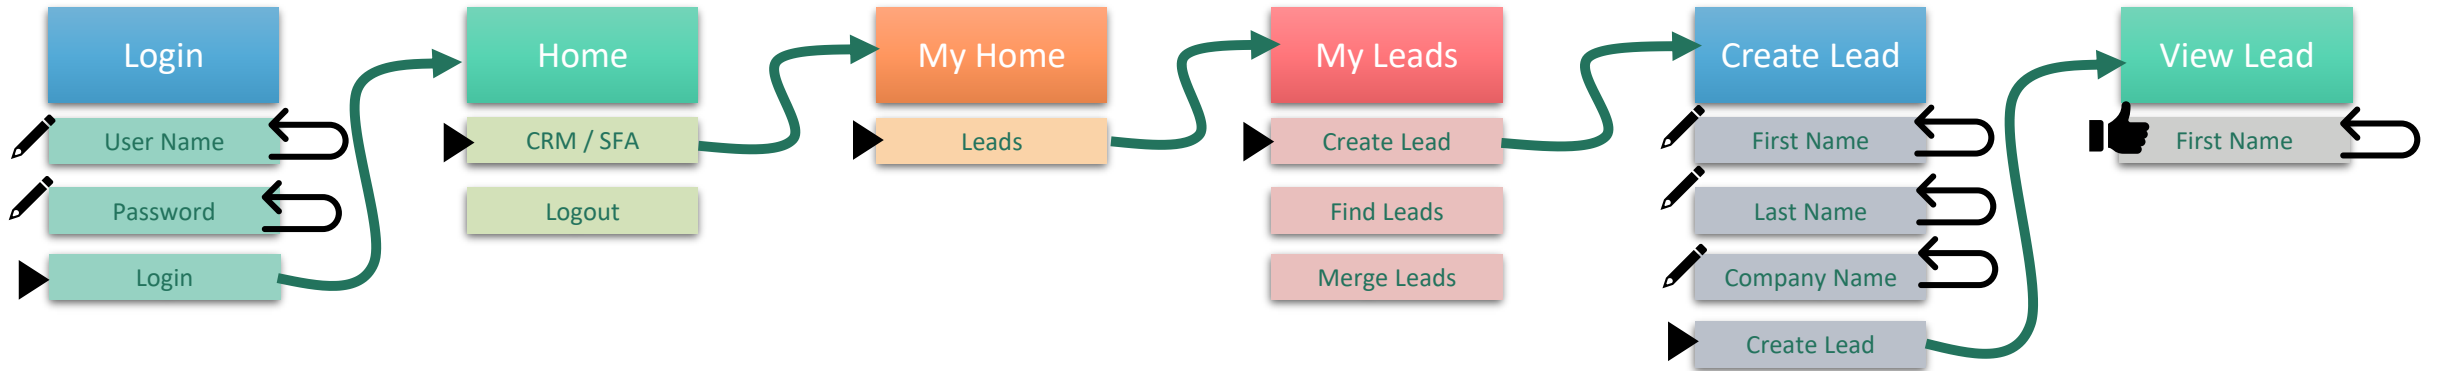 Login
User Name
Password
Login
Home
CRM / SFA
Logout
My Home
Leads
My Leads
Create Lead
Find Leads
Merge Leads
Create Lead
First Name
Last Name
Company Name
Create Lead
View Lead
First Name